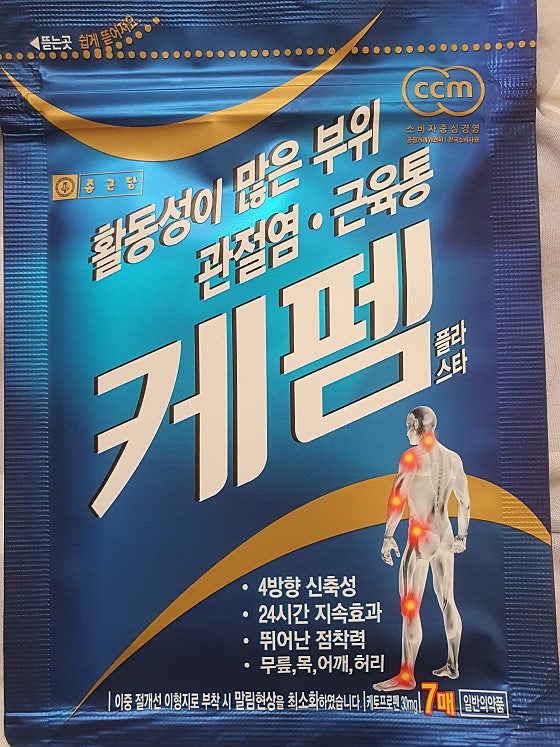 ◀뜯는곳 쉽게 뜯어져요
ccm
소비자중심경영
공정거래위원회 | 한국소비자원
종근당
활동성이 많은 부위
관절염·근육통
케펨
플라
스타
• 4방향 신축성
• 24시간 지속효과
• 뛰어난 점착력
• 무릎,목,어깨,허리
이중 절개선 이형지로 부착 시 말림현상을 최소화하였습니다. 케토프로펜 30mg 7매 일반의약품